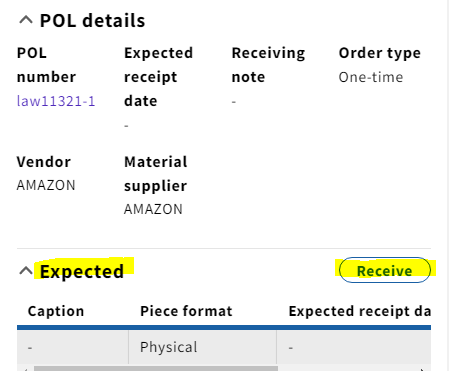 POL details
POL number
Expected receipt date
Receiving note
Order type
law11321-1
-
-
One-time
Vendor
Material supplier
AMAZON
AMAZON
Expected
Receive
Caption
Piece format
Expected receipt da
-
Physical
-